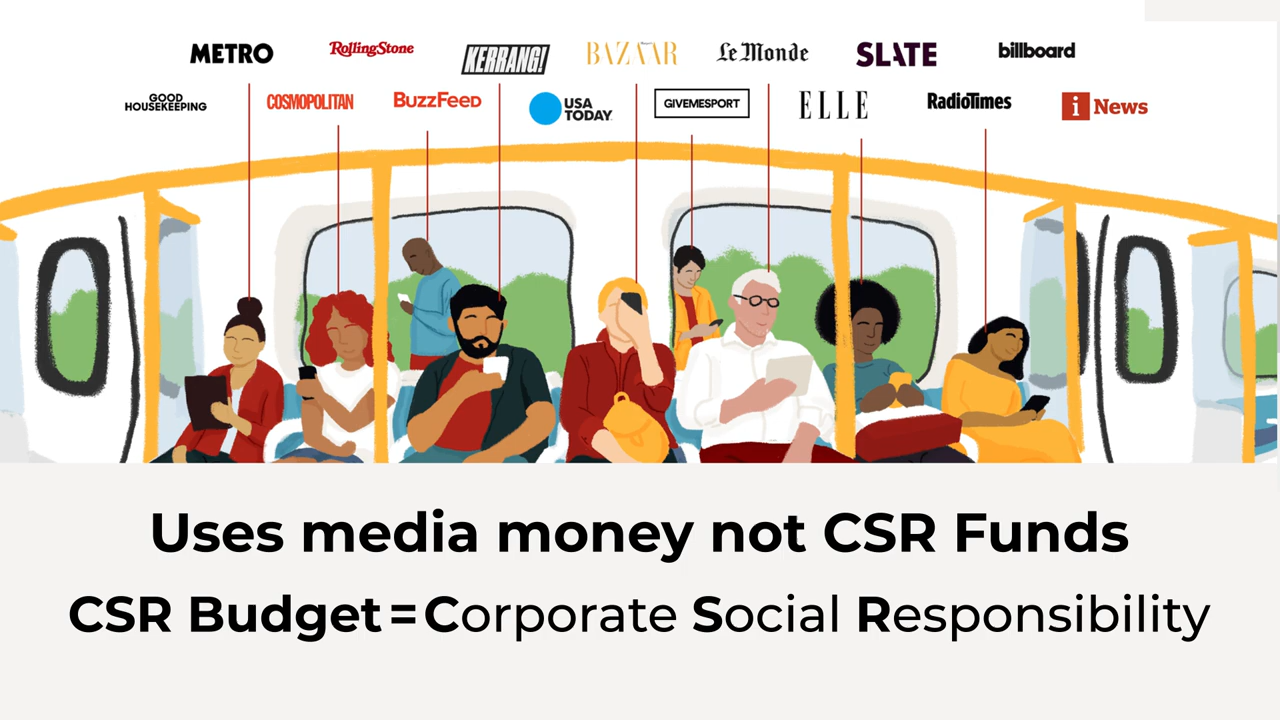 METRO
RollingStone
KERRANG!
BAZAAR
Le Monde
SLATE
billboard
GOOD
HOUSEKEEPING
COSMOPOLITAN
BuzzFeed
USA
TODAY
GIVEMESPORT
ELLE
RadioTimes
i News
Uses media money not CSR Funds
CSR Budget=Corporate Social Responsibility